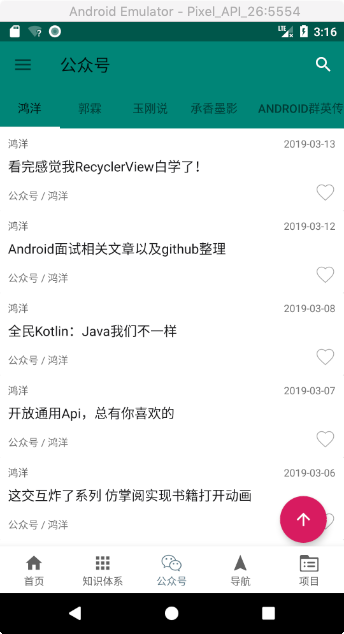 Android Emulator - Pixel_API_26:5554
LTE 3:16
公众号
鸿洋 郭霖 玉刚说 承香墨影 ANDROID群英传
鸿洋 2019-03-13
看完感觉我RecyclerView白学了!
公众号 / 鸿洋
鸿洋 2019-03-12
Android面试相关文章以及github整理
公众号 / 鸿洋
鸿洋 2019-03-08
全民Kotlin：Java我们不一样
公众号 / 鸿洋
鸿洋 2019-03-07
开放通用Api，总有你喜欢的
公众号 / 鸿洋
鸿洋 2019-03-06
这交互炸了系列 仿掌阅实现书籍打开动画
公众号 / 鸿洋
首页 知识体系 公众号 导航 项目